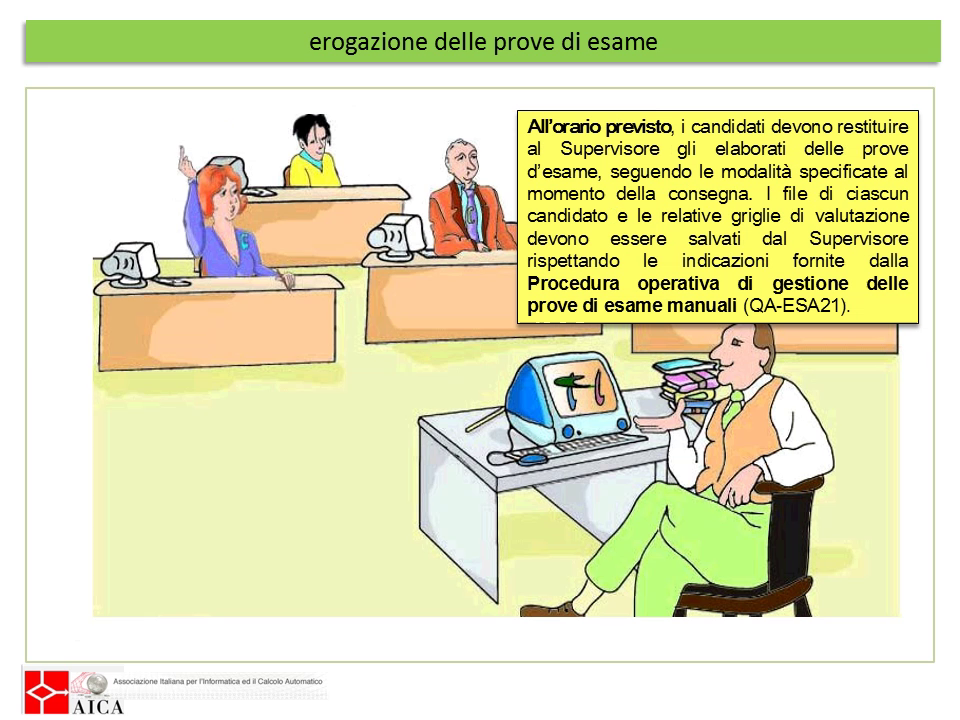 erogazione delle prove di esame
All’orario previsto, i candidati devono restituire
al Supervisore gli elaborati delle prove
d’esame, seguendo le modalità specificate al
momento della consegna. I file di ciascun
candidato e le relative griglie di valutazione
devono essere salvati dal Supervisore
rispettando le indicazioni fornite dalla
Procedura operativa di gestione delle
prove di esame manuali (QA-ESA21).
Associazione Italiana per l'Informatica ed il Calcolo Automatico
AICA